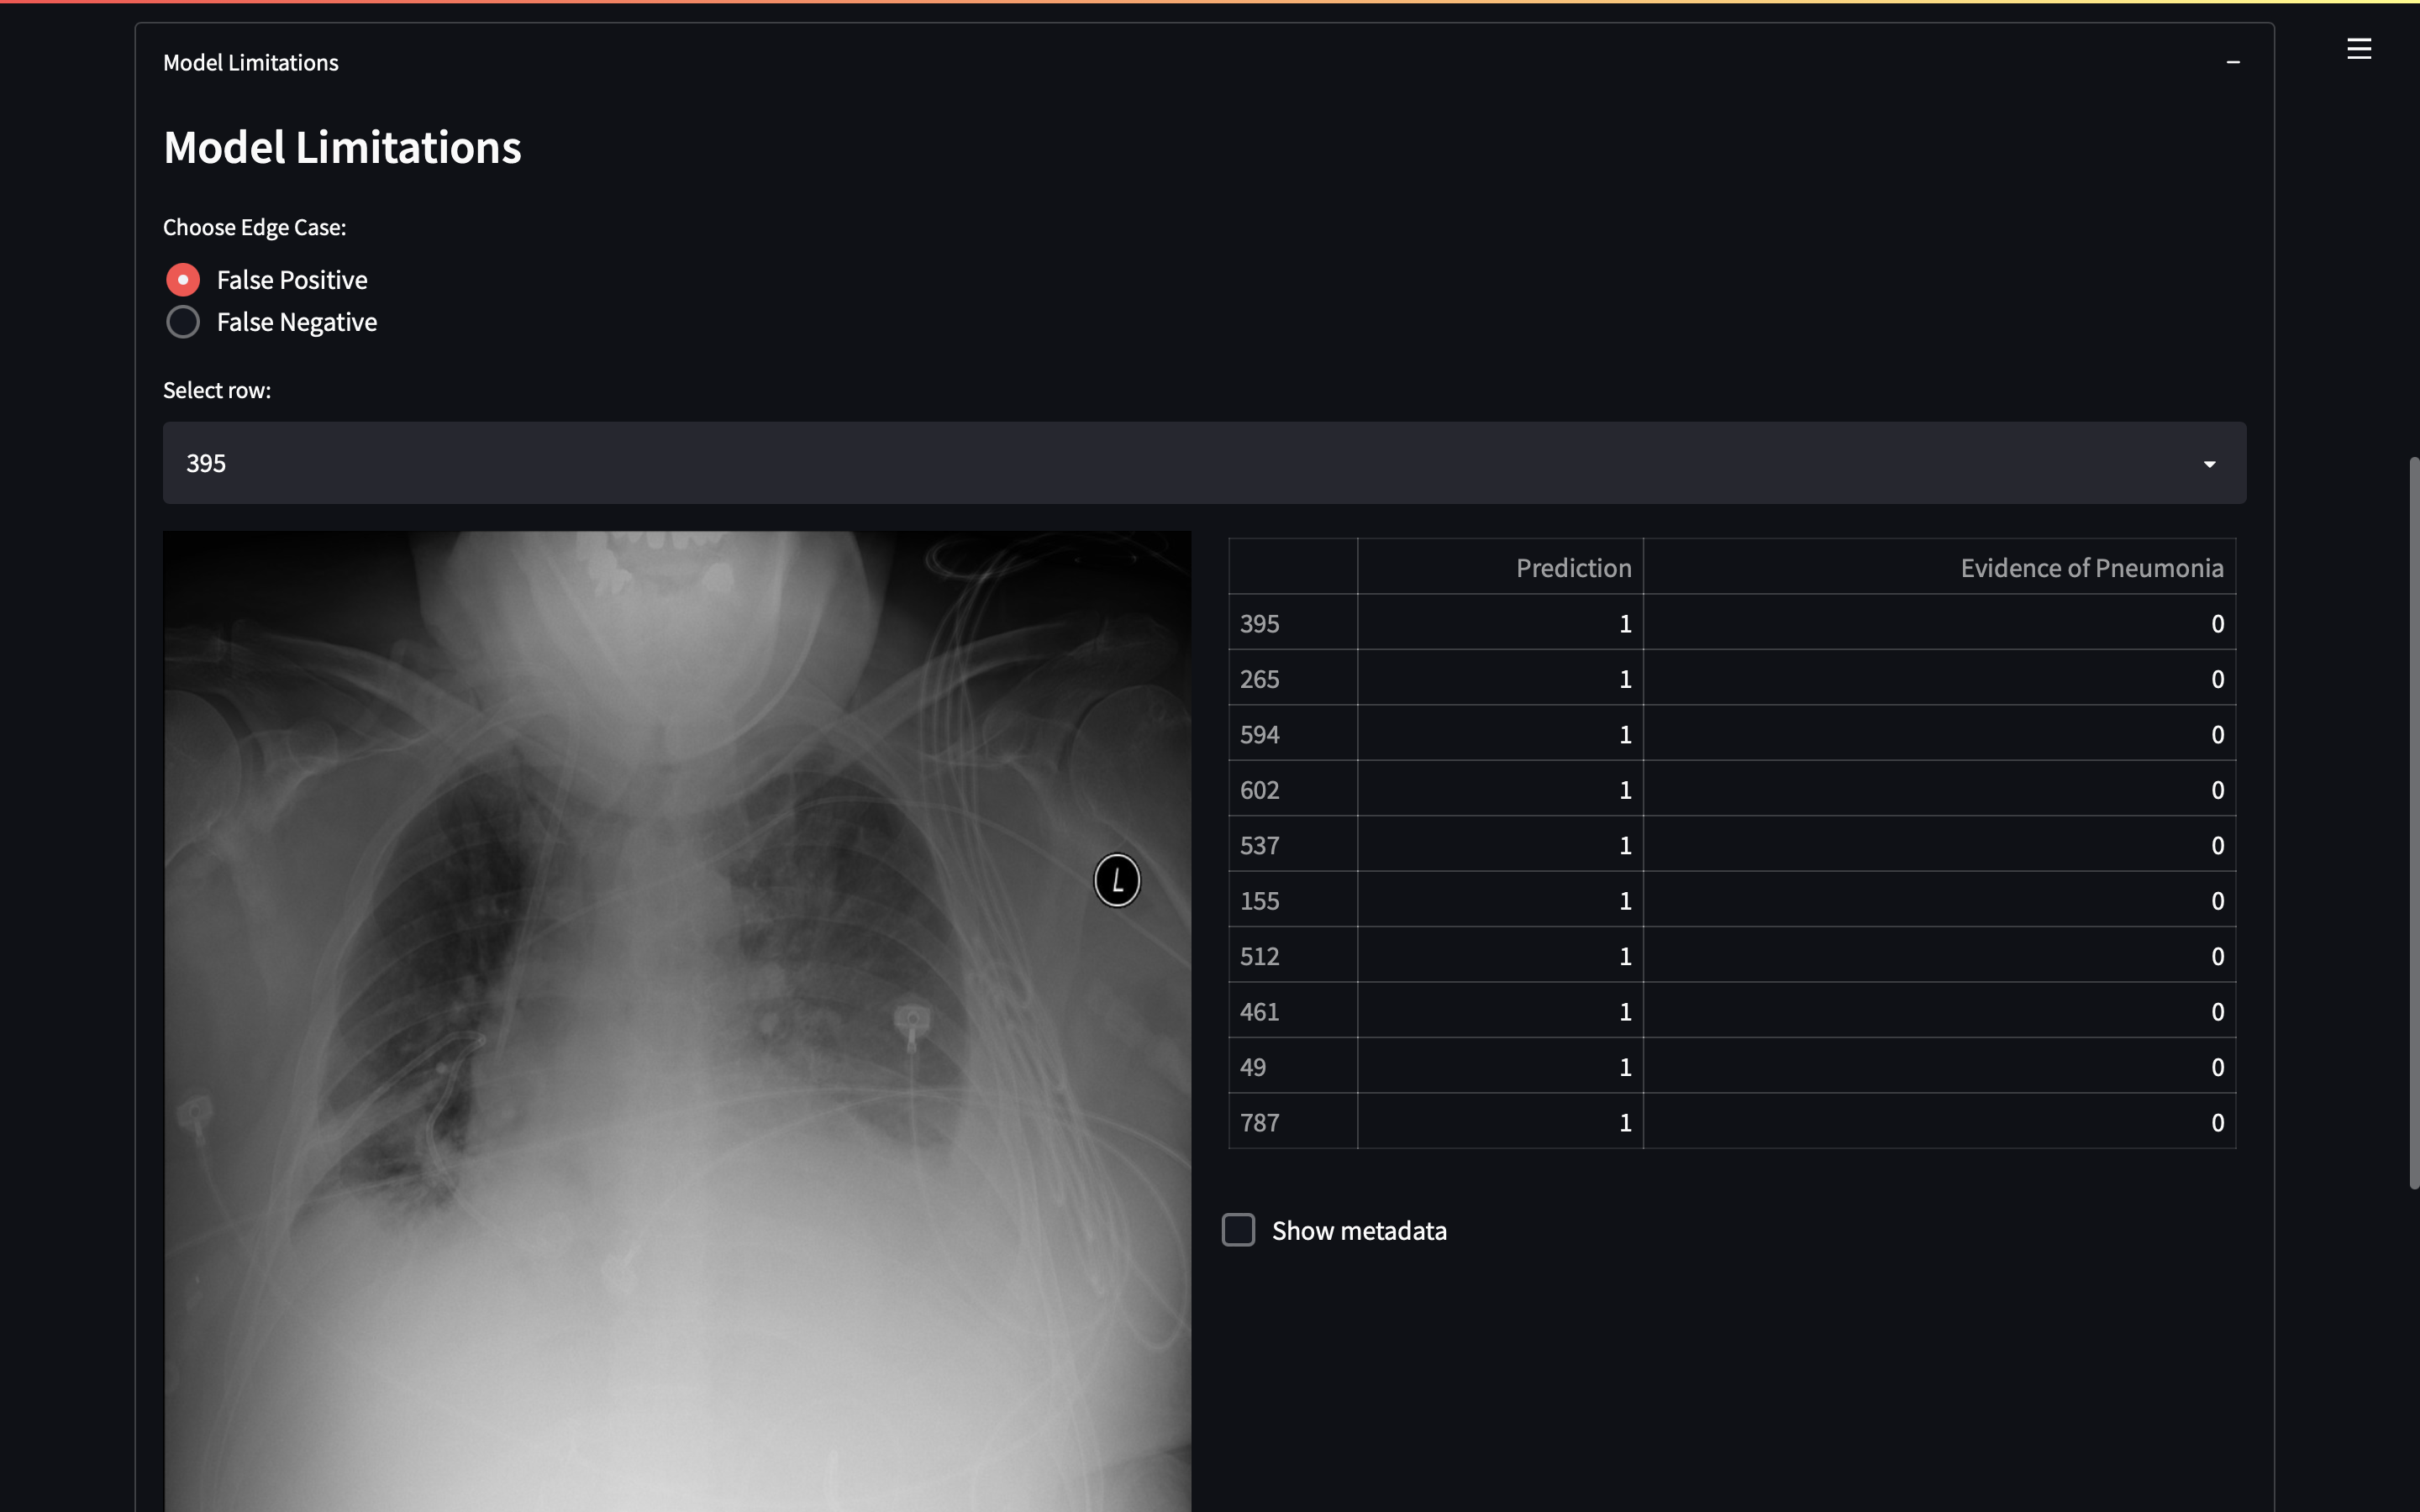 Model Limitations
Model Limitations
Choose Edge Case:
False Positive
False Negative
Select row:
395
L
Prediction Evidence of Pneumonia
395 1 0
265 1 0
594 1 0
602 1 0
537 1 0
155 1 0
512 1 0
461 1 0
49 1 0
787 1 0
Show metadata